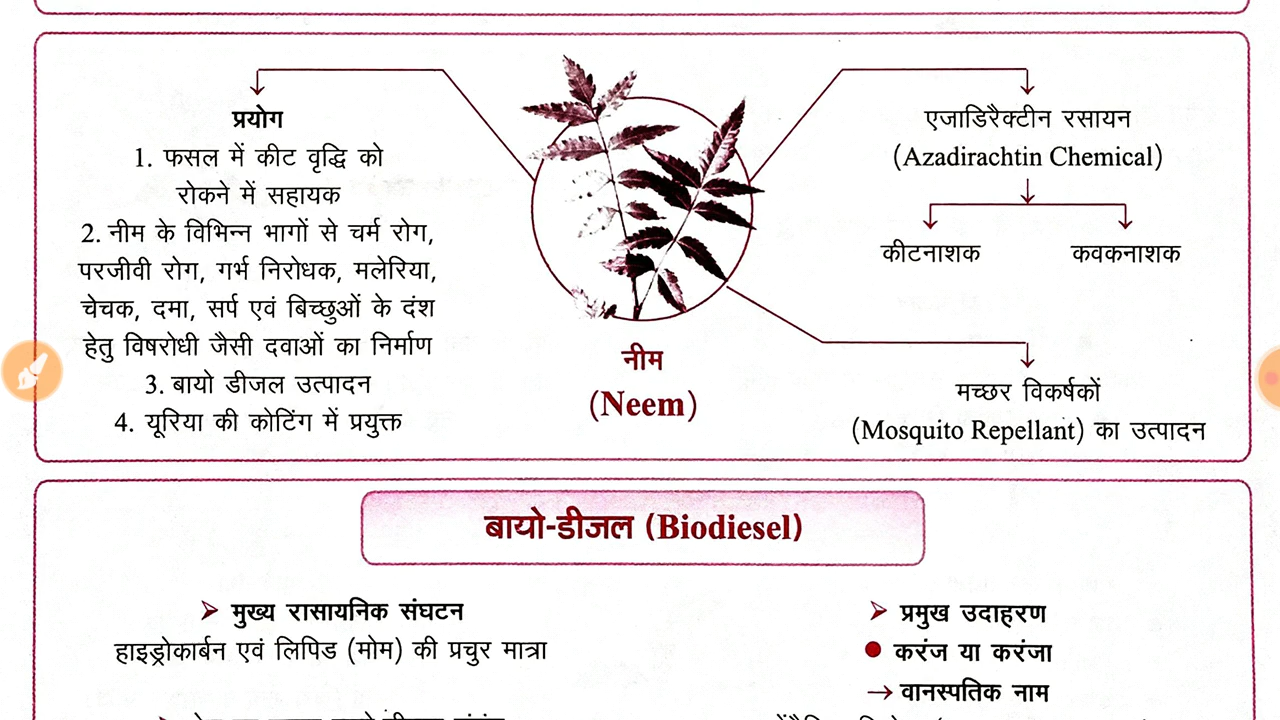 प्रयोग
1. फसल में कीट वृद्धि को
रोकने में सहायक
2. नीम के विभिन्न भागों से चर्म रोग,
परजीवी रोग, गर्भ निरोधक, मलेरिया,
चेचक, दमा, सर्प एवं बिच्छुओं के दंश
हेतु विषरोधी जैसी दवाओं का निर्माण
3. बायो डीजल उत्पादन
4. यूरिया की कोटिंग में प्रयुक्त
नीम
(Neem)
एजाडिरैक्टीन रसायन
(Azadirachtin Chemical)
कीटनाशक
कवकनाशक
मच्छर विकर्षकों
(Mosquito Repellant) का उत्पादन
बायो-डीजल (Biodiesel)
➢ मुख्य रासायनिक संघटन
हाइड्रोकार्बन एवं लिपिड (मोम) की प्रचुर मात्रा
➢ प्रमुख उदाहरण
● करंज या करंजा
→ वानस्पतिक नाम